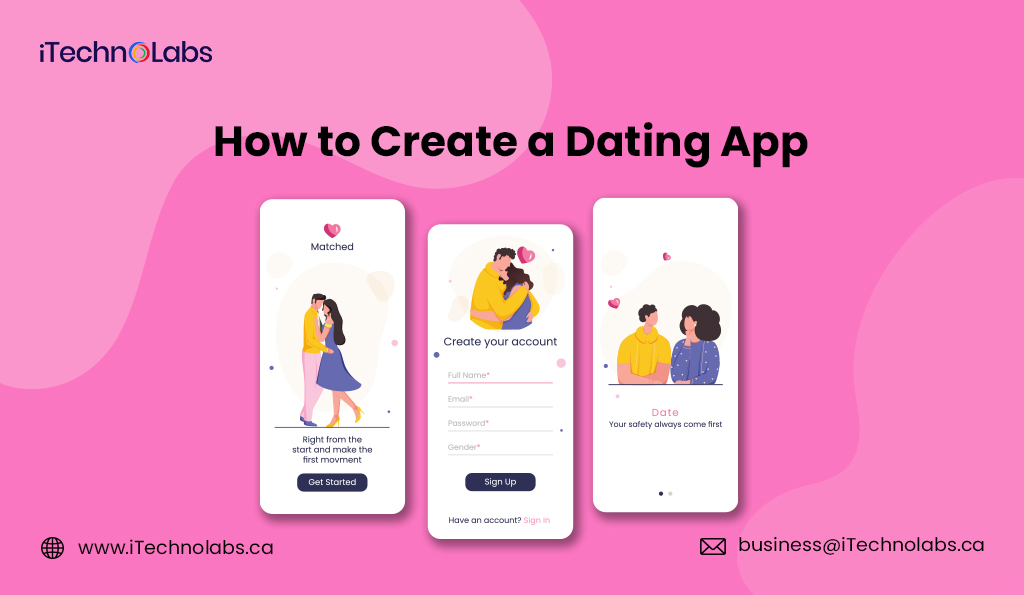 iTechnoLabs
How to Create a Dating App
Matched
Right from the
start and make the
first movment
Get Started
Create your account
Full Name*
Email*
Password*
Gender*
Sign Up
Have an account? Sign In
Date
Your safety always come first
www.iTechnolabs.ca
business@iTechnolabs.ca